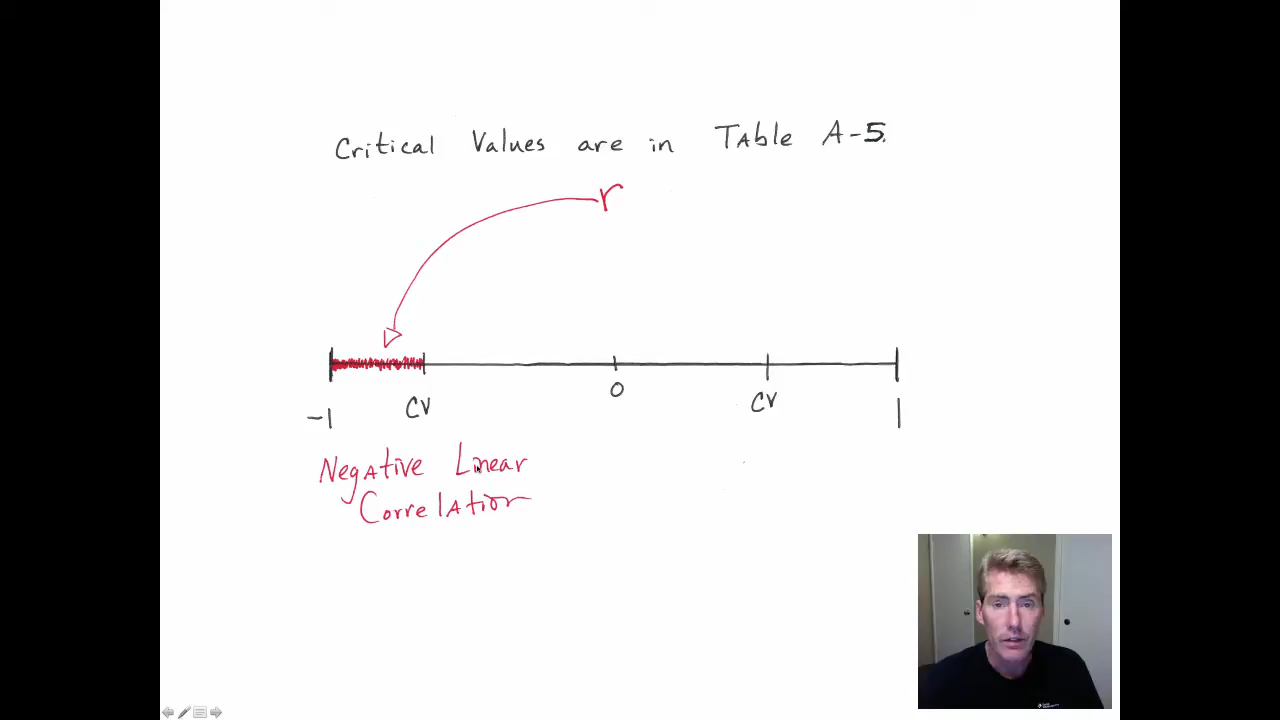 Critical Values are in Table A-5.
r
-1 CV 0 CV 1
Negative Linear
Correlation